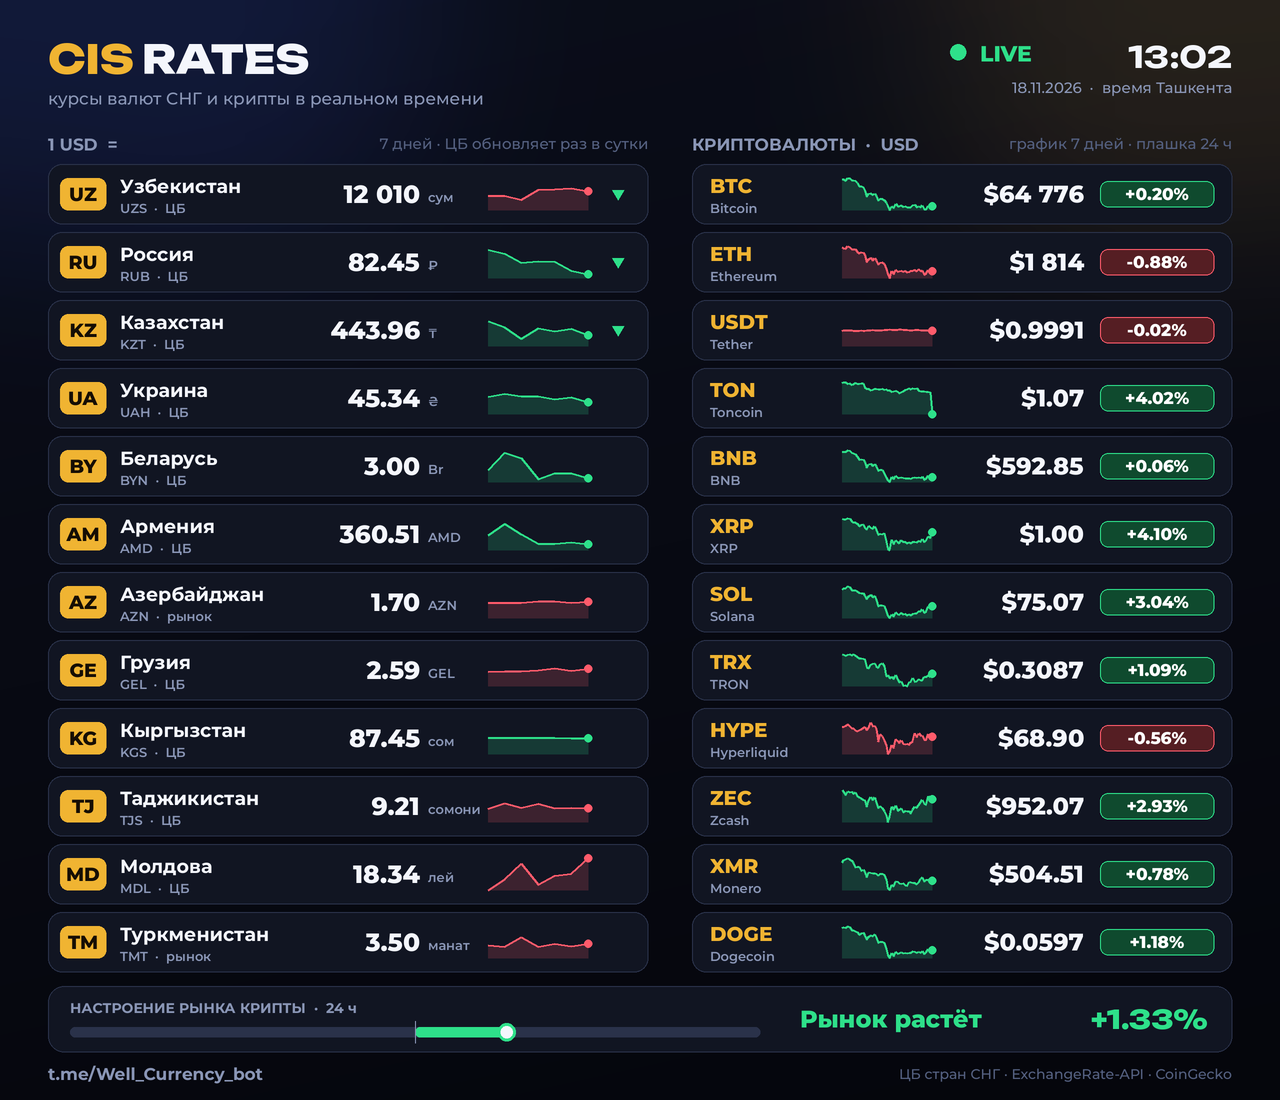 CIS RATES
курсы валют СНГ и крипты в реальном времени
LIVE 13:02
18.11.2026 · время Ташкента
1 USD =
7 дней · ЦБ обновляет раз в сутки
UZ Узбекистан 12 010 сум
UZS · ЦБ
RU Россия 82.45 ₽
RUB · ЦБ
KZ Казахстан 443.96 ₸
KZT · ЦБ
UA Украина 45.34 ₴
UAH · ЦБ
BY Беларусь 3.00 Br
BYN · ЦБ
AM Армения 360.51 AMD
AMD · ЦБ
AZ Азербайджан 1.70 AZN
AZN · рынок
GE Грузия 2.59 GEL
GEL · ЦБ
KG Кыргызстан 87.45 сом
KGS · ЦБ
TJ Таджикистан 9.21 сомони
TJS · ЦБ
MD Молдова 18.34 лей
MDL · ЦБ
TM Туркменистан 3.50 манат
TMT · рынок
КРИПТОВАЛЮТЫ · USD
график 7 дней · плашка 24 ч
BTC $64 776 +0.20%
Bitcoin
ETH $1 814 -0.88%
Ethereum
USDT $0.9991 -0.02%
Tether
TON $1.07 +4.02%
Toncoin
BNB $592.85 +0.06%
BNB
XRP $1.00 +4.10%
XRP
SOL $75.07 +3.04%
Solana
TRX $0.3087 +1.09%
TRON
HYPE $68.90 -0.56%
Hyperliquid
ZEC $952.07 +2.93%
Zcash
XMR $504.51 +0.78%
Monero
DOGE $0.0597 +1.18%
Dogecoin
НАСТРОЕНИЕ РЫНКА КРИПТЫ · 24 ч
Рынок растёт +1.33%
t.me/Well_Currency_bot
ЦБ стран СНГ · ExchangeRate-API · CoinGecko